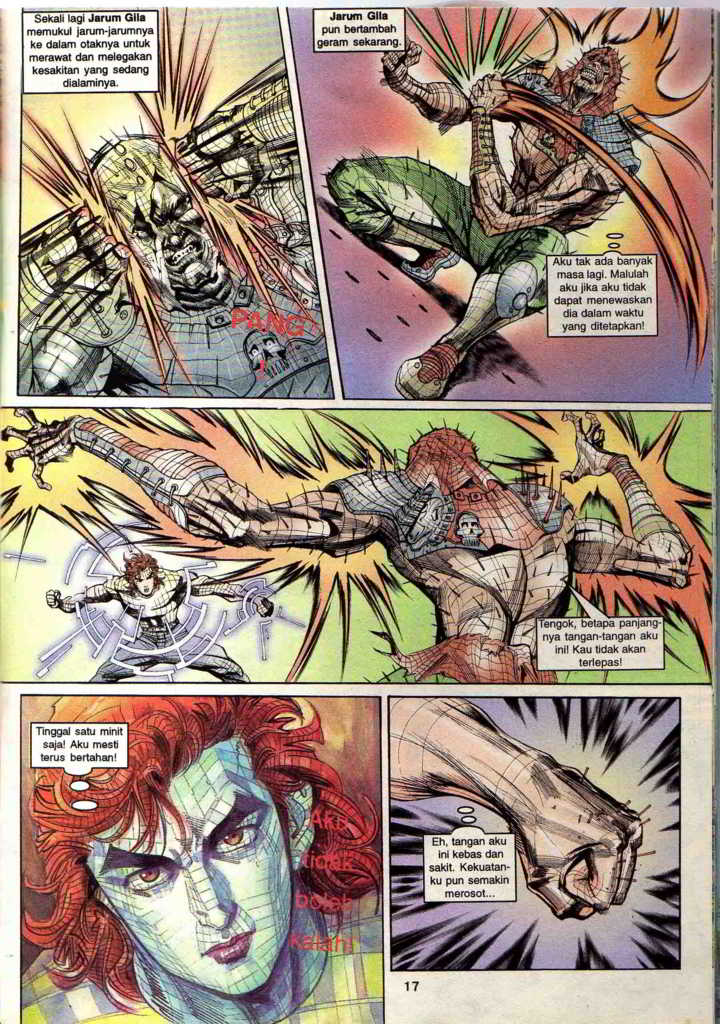 Sekali lagi Jarum Gila
memukul jarum-jarumnya
ke dalam otaknya untuk
merawat dan melegakan
kesakitan yang sedang
dialaminya.
Jarum Gila
pun bertambah
geram sekarang.
PANG
!
Aku tak ada banyak
masa lagi. Malulah
aku jika aku tidak
dapat menewaskan
dia dalam waktu
yang ditetapkan!
Tengok, betapa panjang-
nya tangan-tangan aku
ini! Kau tidak akan
terlepas!
Tinggal satu minit
saja! Aku mesti
terus bertahan!
Aku
tidak
boleh
kalah!
Eh, tangan aku
ini kebas dan
sakit. Kekuatan-
ku pun semakin
merosot...
17